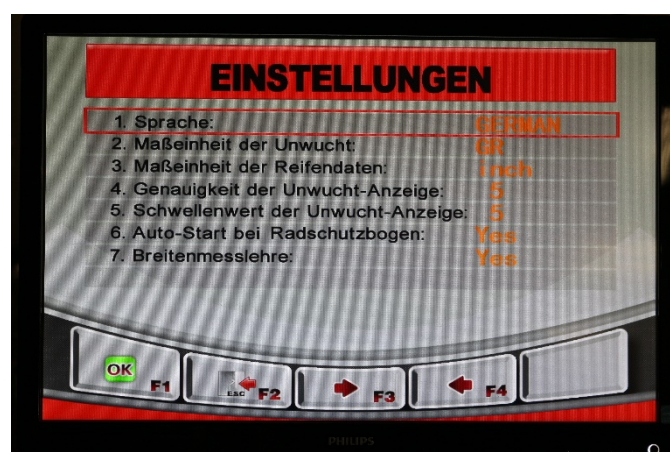 EINSTELLUNGEN
1. Sprache: GERMAN
2. Maßeinheit der Unwucht: GR
3. Maßeinheit der Reifendaten: inch
4. Genauigkeit der Unwucht-Anzeige: 5
5. Schwellenwert der Unwucht-Anzeige: 5
6. Auto-Start bei Radschutzbogen: Yes
7. Breitenmesslehre: Yes
OK F1 ESC F2 F3 F4
PHILIPS